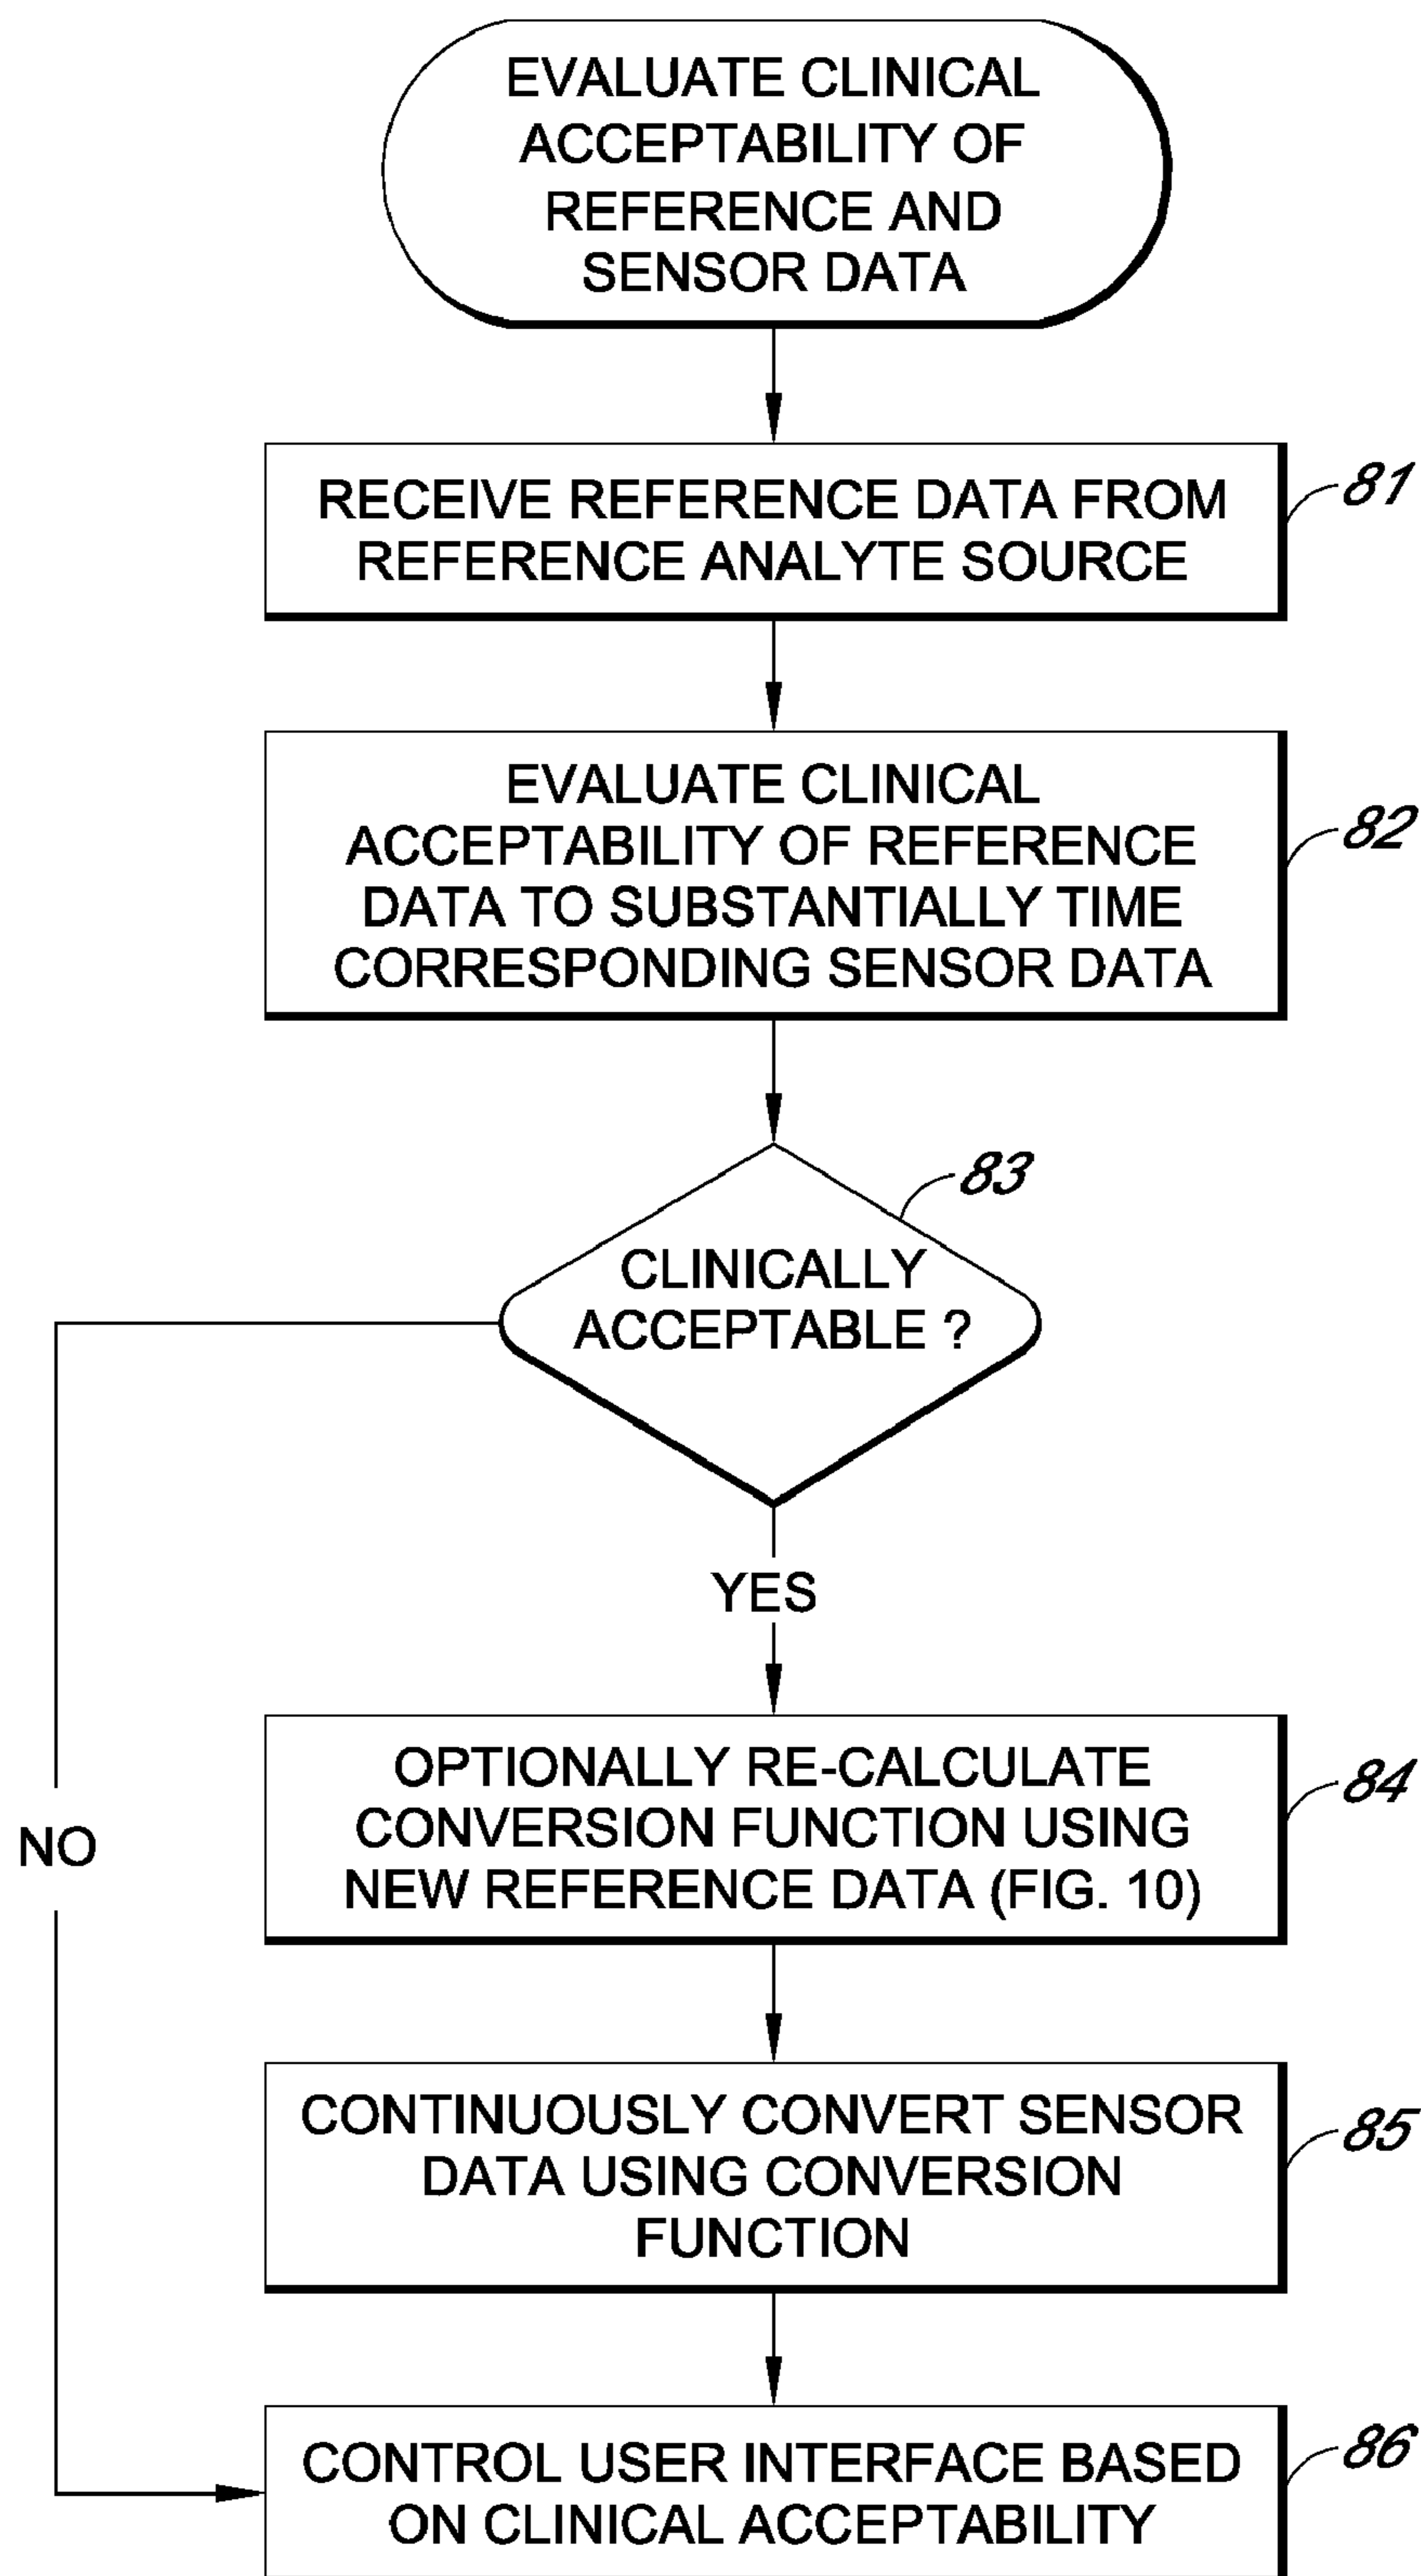 EVALUATE CLINICAL
ACCEPTABILITY OF
REFERENCE AND
SENSOR DATA
RECEIVE REFERENCE DATA FROM
REFERENCE ANALYTE SOURCE
81
EVALUATE CLINICAL
ACCEPTABILITY OF REFERENCE
DATA TO SUBSTANTIALLY TIME
CORRESPONDING SENSOR DATA
82
83
CLINICALLY
ACCEPTABLE ?
YES
NO
OPTIONALLY RE-CALCULATE
CONVERSION FUNCTION USING
NEW REFERENCE DATA (FIG. 10)
84
CONTINUOUSLY CONVERT SENSOR
DATA USING CONVERSION
FUNCTION
85
CONTROL USER INTERFACE BASED
ON CLINICAL ACCEPTABILITY
86